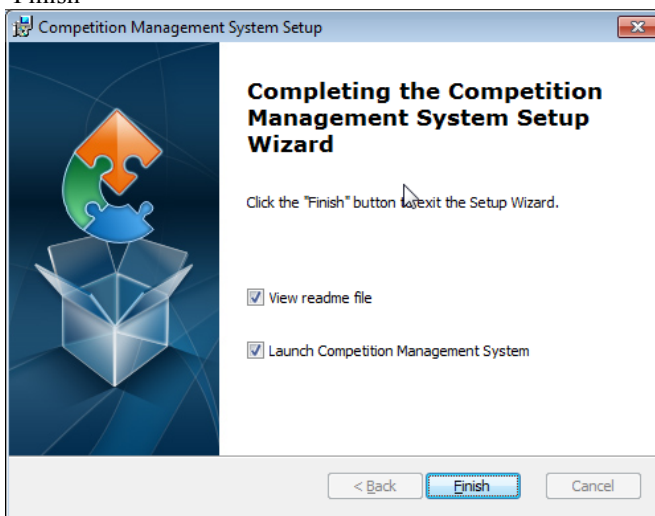 Finish
Competition Management System Setup
Completing the Competition
Management System Setup
Wizard
Click the "Finish" button to exit the Setup Wizard.
View readme file
Launch Competition Management System
< Back
Finish
Cancel